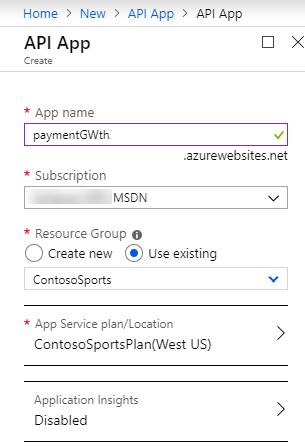 Home > New > API App > API App
API App
Create
* App name
paymentGWth
.azurewebsites.net
* Subscription
MSDN
* Resource Group
Create new Use existing
ContosoSports
* App Service plan/Location
ContosoSportsPlan(West US)
Application Insights
Disabled